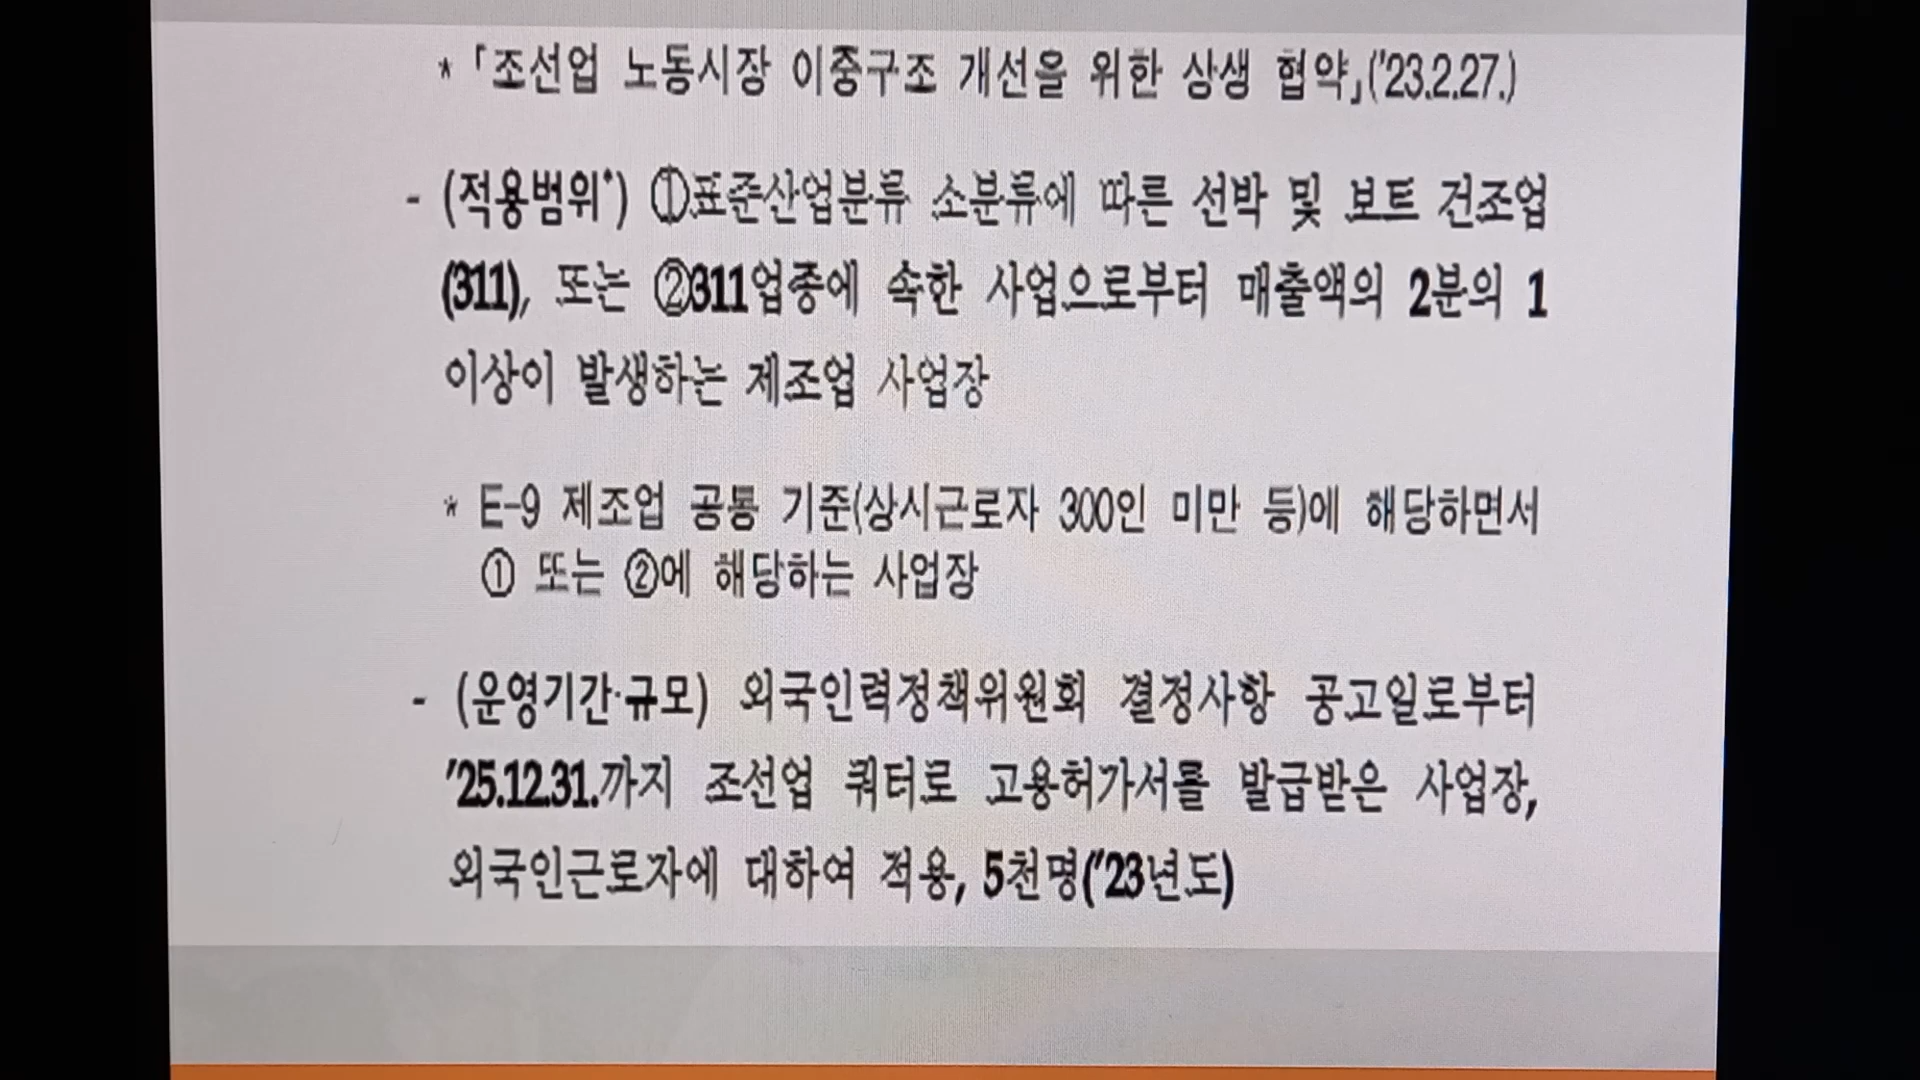 * 「조선업 노동시장 이중구조 개선을 위한 상생 협약」('23.2.27.)
- (적용범위*) ①표준산업분류 소분류에 따른 선박 및 보트 건조업
(311), 또는 ②311업종에 속한 사업으로부터 매출액의 2분의 1
이상이 발생하는 제조업 사업장
* E-9 제조업 공통 기준(상시근로자 300인 미만 등)에 해당하면서
① 또는 ②에 해당하는 사업장
- (운영기간·규모) 외국인력정책위원회 결정사항 공고일로부터
'25.12.31.까지 조선업 쿼터로 고용허가서를 발급받은 사업장,
외국인근로자에 대하여 적용, 5천명('23년도)